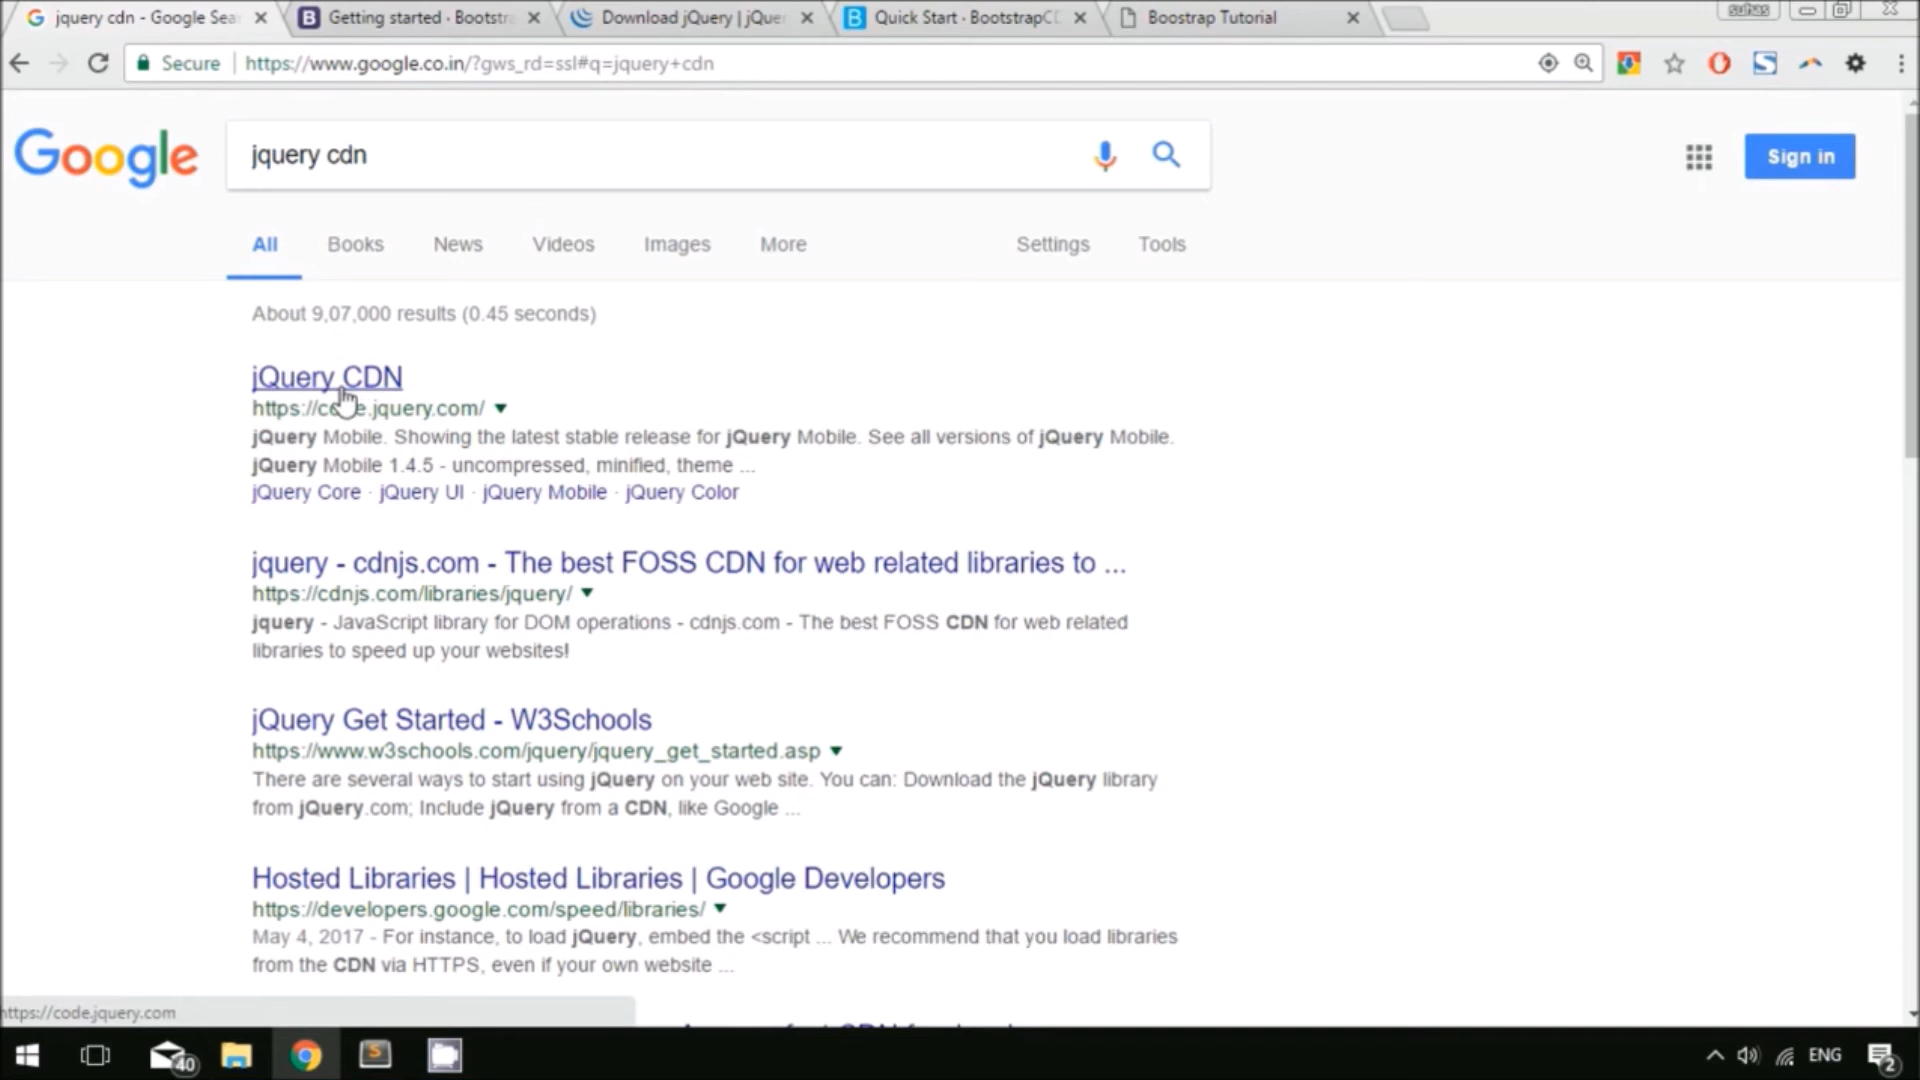 jquery cdn - Google Sea
Getting started · Bootstra
Download jQuery | jQue
Quick Start · BootstrapC
Boostrap Tutorial
suhas
Secure
https://www.google.co.in/?gws_rd=ssl#q=jquery+cdn
Google
jquery cdn
Sign in
All
Books
News
Videos
Images
More
Settings
Tools
About 9,07,000 results (0.45 seconds)
jQuery CDN
https://code.jquery.com/
jQuery Mobile. Showing the latest stable release for jQuery Mobile. See all versions of jQuery Mobile.
jQuery Mobile 1.4.5 - uncompressed, minified, theme ...
jQuery Core · jQuery UI · jQuery Mobile · jQuery Color
jquery - cdnjs.com - The best FOSS CDN for web related libraries to ...
https://cdnjs.com/libraries/jquery/
jquery - JavaScript library for DOM operations - cdnjs.com - The best FOSS CDN for web related
libraries to speed up your websites!
jQuery Get Started - W3Schools
https://www.w3schools.com/jquery/jquery_get_started.asp
There are several ways to start using jQuery on your web site. You can: Download the jQuery library
from jQuery.com; Include jQuery from a CDN, like Google ...
Hosted Libraries | Hosted Libraries | Google Developers
https://developers.google.com/speed/libraries/
May 4, 2017 - For instance, to load jQuery, embed the <script ... We recommend that you load libraries
from the CDN via HTTPS, even if your own website ...
https://code.jquery.com
40
ENG
2